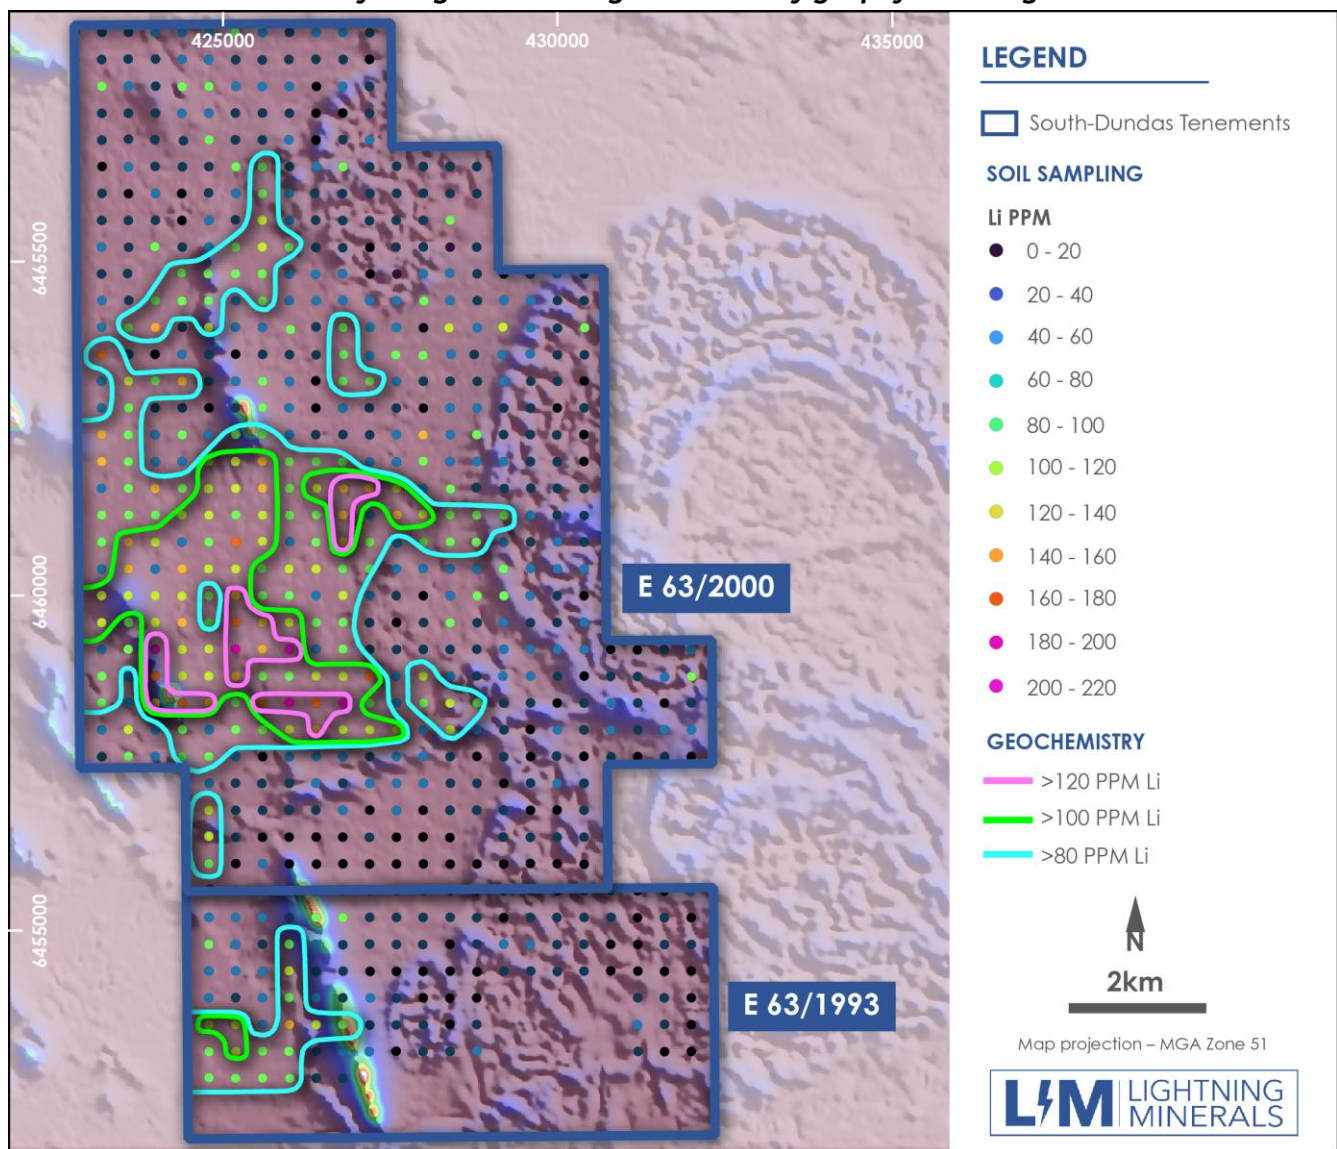 425000
430000
435000
6465500
6460000
6455000
E 63/2000
E 63/1993
LEGEND
South-Dundas Tenements
SOIL SAMPLING
Li PPM
0 - 20
20 - 40
40 - 60
60 - 80
80 - 100
100 - 120
120 - 140
140 - 160
160 - 180
180 - 200
200 - 220
GEOCHEMISTRY
>120 PPM Li
>100 PPM Li
>80 PPM Li
N
2km
Map projection – MGA Zone 51
LM LIGHTNING
MINERALS